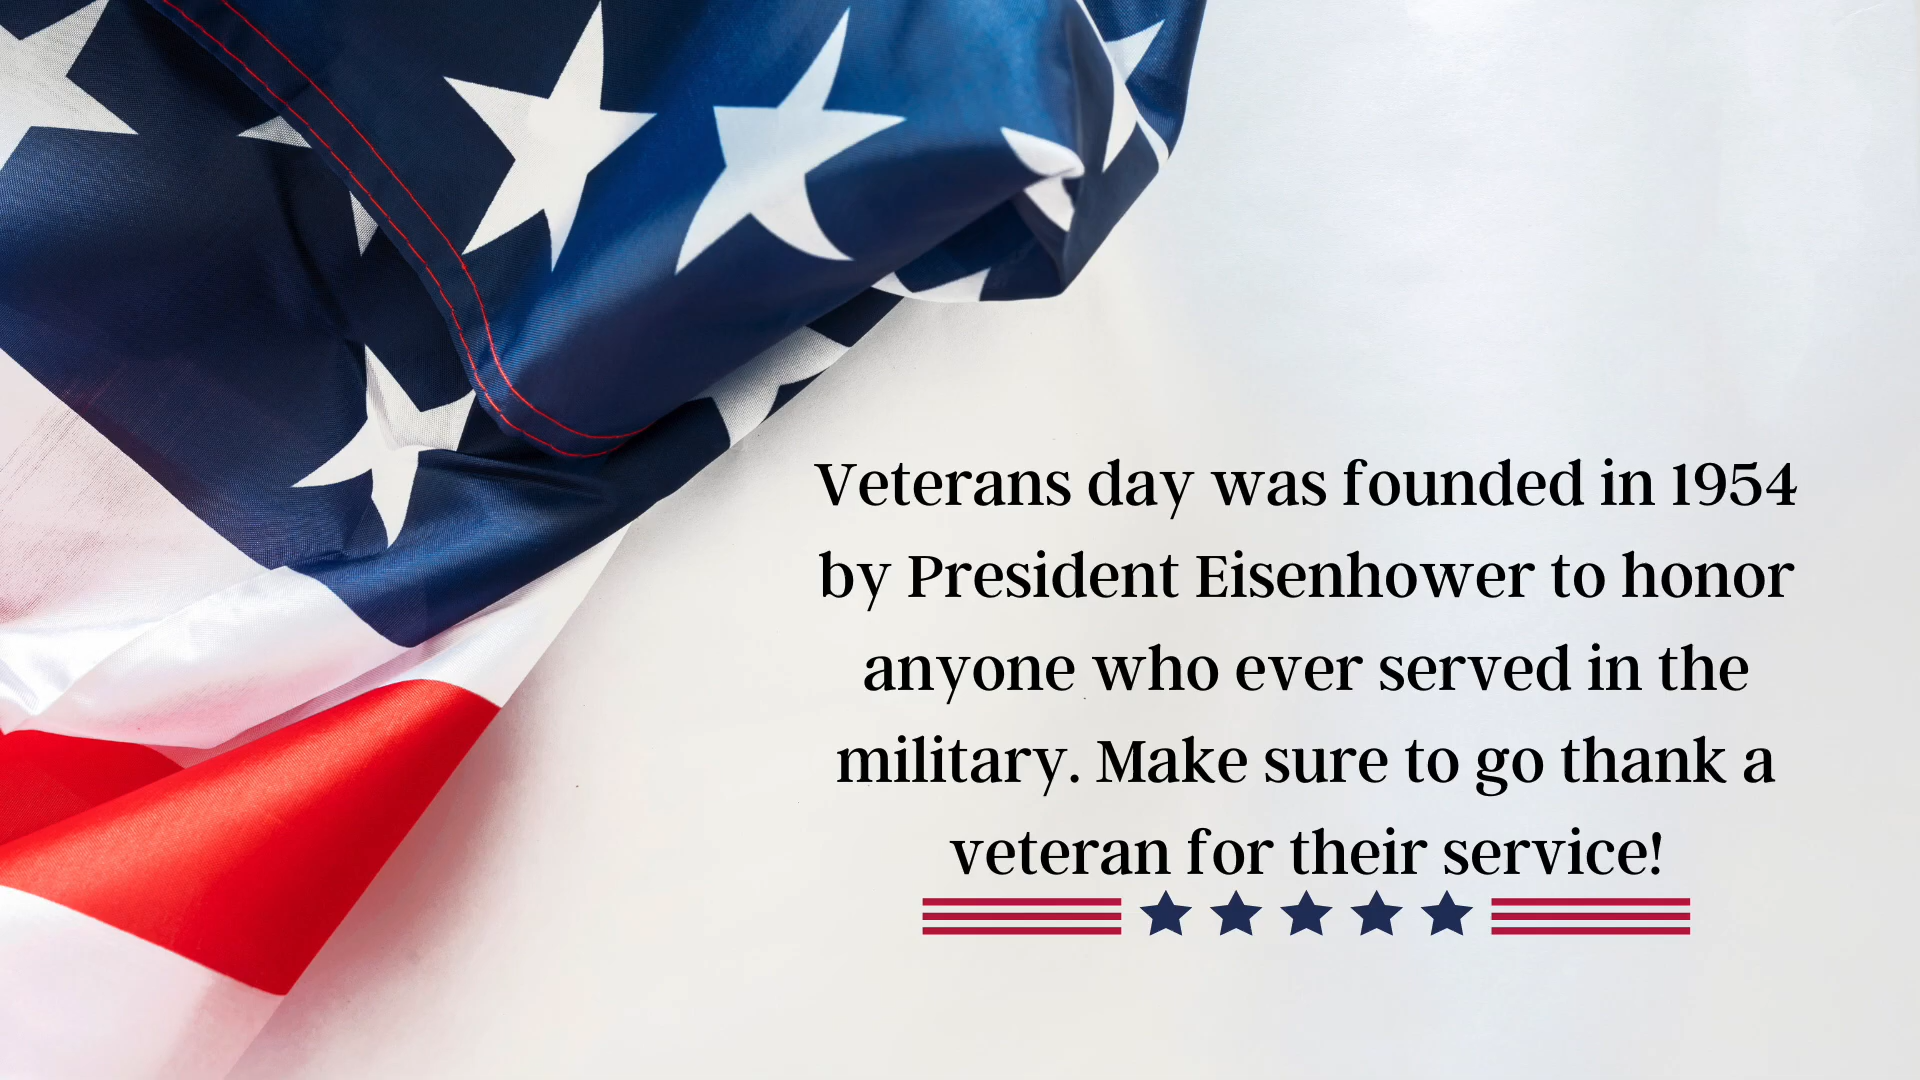 Veterans day was founded in 1954
by President Eisenhower to honor
anyone who ever served in the
military. Make sure to go thank a
veteran for their service!